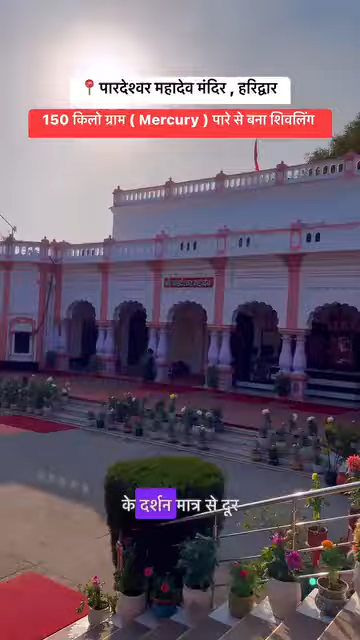 पारदेश्वर महादेव मंदिर , हरिद्वार
150 किलो ग्राम ( Mercury ) पारे से बना शिवलिंग
के दर्शन मात्र से दूर